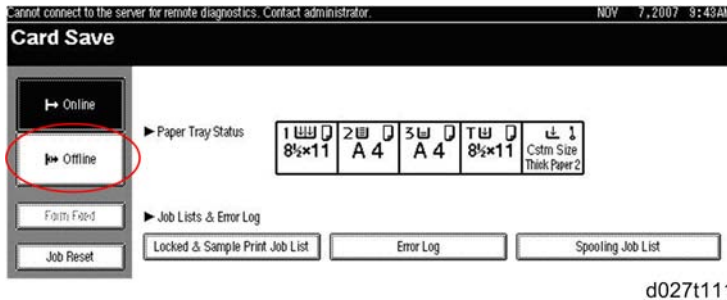 Cannot connect to the server for remote diagnostics. Contact administrator. NOV 7,2007 9:43AM
Card Save
Online
Offline
Form Feed
Job Reset
► Paper Tray Status
1 8½×11
2 A 4
3 A 4
T 8½×11
Cstm Size
Thick Paper 2
► Job Lists & Error Log
Locked & Sample Print Job List Error Log Spooling Job List
d027t111